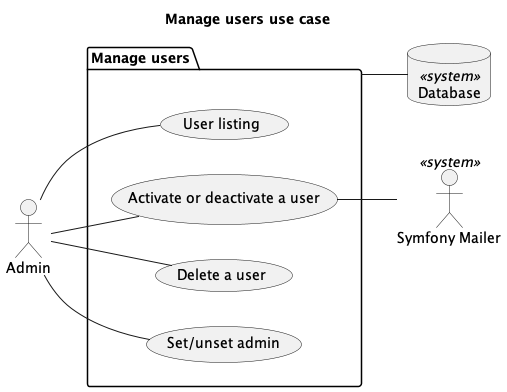 Manage users use case
Manage users
«system»
Database
User listing
Activate or deactivate a user
«system»
Symfony Mailer
Admin
Delete a user
Set/unset admin